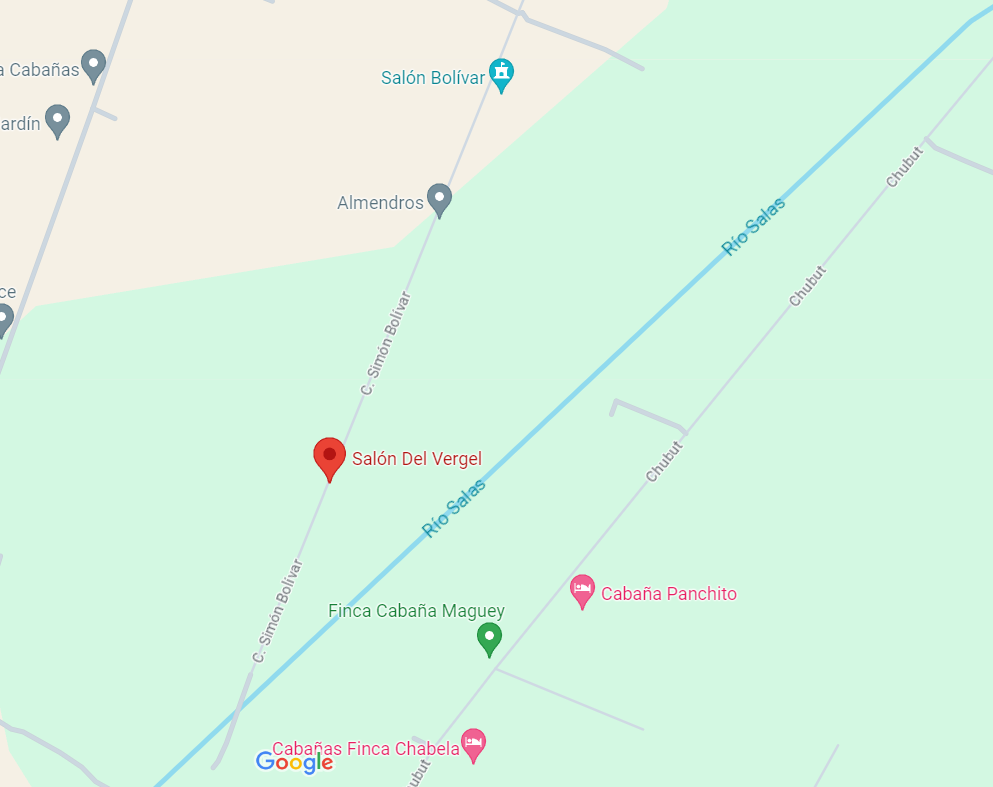 a Cabañas
Salón Bolívar
ardín
Chubut
Almendros
Río Salas
Chubut
ce
C. Simón Bolívar
Salón Del Vergel
Chubut
Río Salas
Cabaña Panchito
Finca Cabaña Maguey
C. Simón Bolívar
Cabañas Finca Chabela
Google
ubut